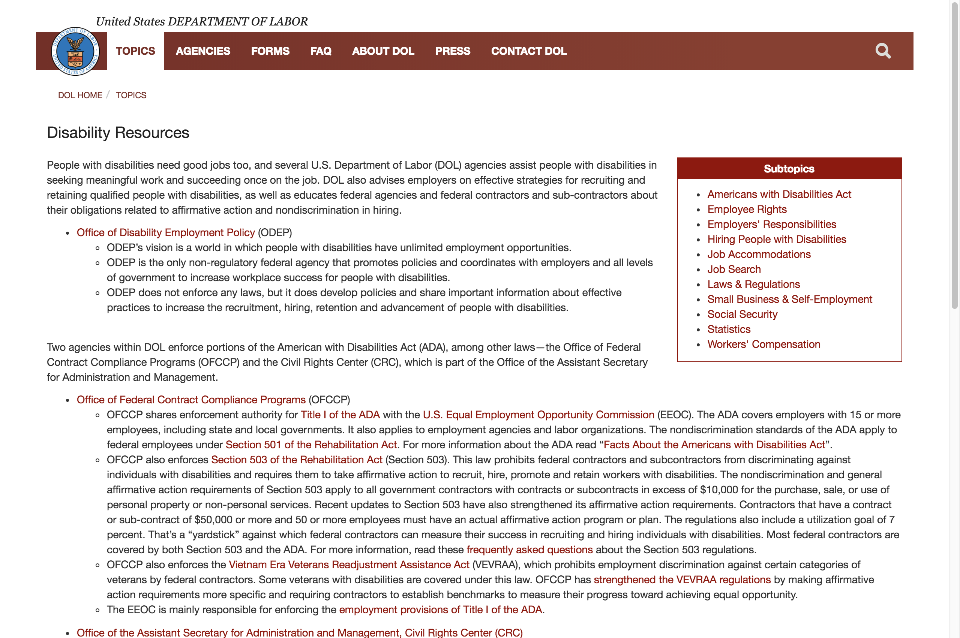 United States DEPARTMENT OF LABOR
TOPICS AGENCIES FORMS FAQ ABOUT DOL PRESS CONTACT DOL
DOL HOME / TOPICS
Disability Resources
People with disabilities need good jobs too, and several U.S. Department of Labor (DOL) agencies assist people with disabilities in
seeking meaningful work and succeeding once on the job. DOL also advises employers on effective strategies for recruiting and
retaining qualified people with disabilities, as well as educates federal agencies and federal contractors and sub-contractors about
their obligations related to affirmative action and nondiscrimination in hiring.
• Office of Disability Employment Policy (ODEP)
◦ ODEP's vision is a world in which people with disabilities have unlimited employment opportunities.
◦ ODEP is the only non-regulatory federal agency that promotes policies and coordinates with employers and all levels
of government to increase workplace success for people with disabilities.
◦ ODEP does not enforce any laws, but it does develop policies and share important information about effective
practices to increase the recruitment, hiring, retention and advancement of people with disabilities.
Two agencies within DOL enforce portions of the American with Disabilities Act (ADA), among other laws—the Office of Federal
Contract Compliance Programs (OFCCP) and the Civil Rights Center (CRC), which is part of the Office of the Assistant Secretary
for Administration and Management.
Subtopics
• Americans with Disabilities Act
• Employee Rights
• Employers' Responsibilities
• Hiring People with Disabilities
• Job Accommodations
• Job Search
• Laws & Regulations
• Small Business & Self-Employment
• Social Security
• Statistics
• Workers' Compensation
• Office of Federal Contract Compliance Programs (OFCCP)
◦ OFCCP shares enforcement authority for Title I of the ADA with the U.S. Equal Employment Opportunity Commission (EEOC). The ADA covers employers with 15 or more
employees, including state and local governments. It also applies to employment agencies and labor organizations. The nondiscrimination standards of the ADA apply to
federal employees under Section 501 of the Rehabilitation Act. For more information about the ADA read “Facts About the Americans with Disabilities Act”.
◦ OFCCP also enforces Section 503 of the Rehabilitation Act (Section 503). This law prohibits federal contractors and subcontractors from discriminating against
individuals with disabilities and requires them to take affirmative action to recruit, hire, promote and retain workers with disabilities. The nondiscrimination and general
affirmative action requirements of Section 503 apply to all government contractors with contracts or subcontracts in excess of $10,000 for the purchase, sale, or use of
personal property or non-personal services. Recent updates to Section 503 have also strengthened its affirmative action requirements. Contractors that have a contract
or sub-contract of $50,000 or more and 50 or more employees must have an actual affirmative action program or plan. The regulations also include a utilization goal of 7
percent. That's a “yardstick” against which federal contractors can measure their success in recruiting and hiring individuals with disabilities. Most federal contractors are
covered by both Section 503 and the ADA. For more information, read these frequently asked questions about the Section 503 regulations.
◦ OFCCP also enforces the Vietnam Era Veterans Readjustment Assistance Act (VEVRAA), which prohibits employment discrimination against certain categories of
veterans by federal contractors. Some veterans with disabilities are covered under this law. OFCCP has strengthened the VEVRAA regulations by making affirmative
action requirements more specific and requiring contractors to establish benchmarks to measure their progress toward achieving equal opportunity.
◦ The EEOC is mainly responsible for enforcing the employment provisions of Title I of the ADA.
• Office of the Assistant Secretary for Administration and Management, Civil Rights Center (CRC)